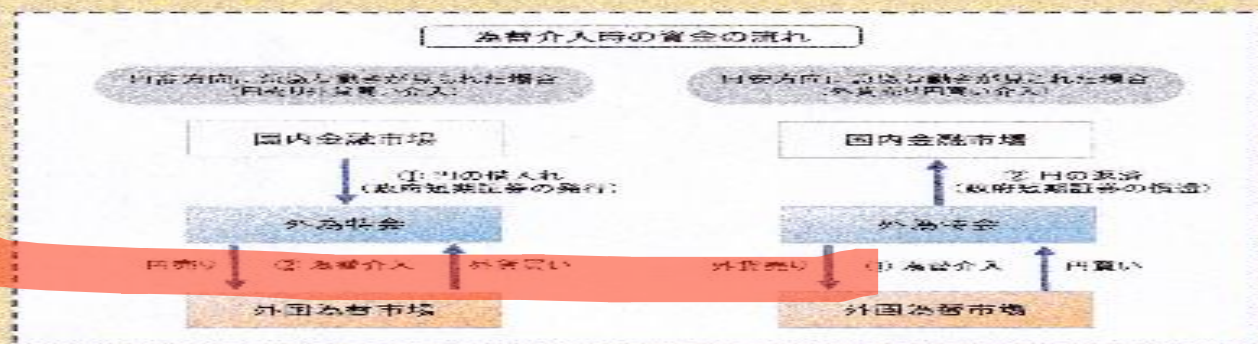 為替介入時の資金の流れ
円高方向に急激な動きが見られた場合
(円売り外貨買い介入)
円安方向に急激な動きが見られた場合
(外貨売り円買い介入)
国内金融市場
国内金融市場
① 円の借入れ
(政府短期証券の発行)
② 円の返済
(政府短期証券の償還)
外為特会
外為特会
円売り ② 為替介入 外貨買い
外貨売り ① 為替介入 円買い
外国為替市場
外国為替市場